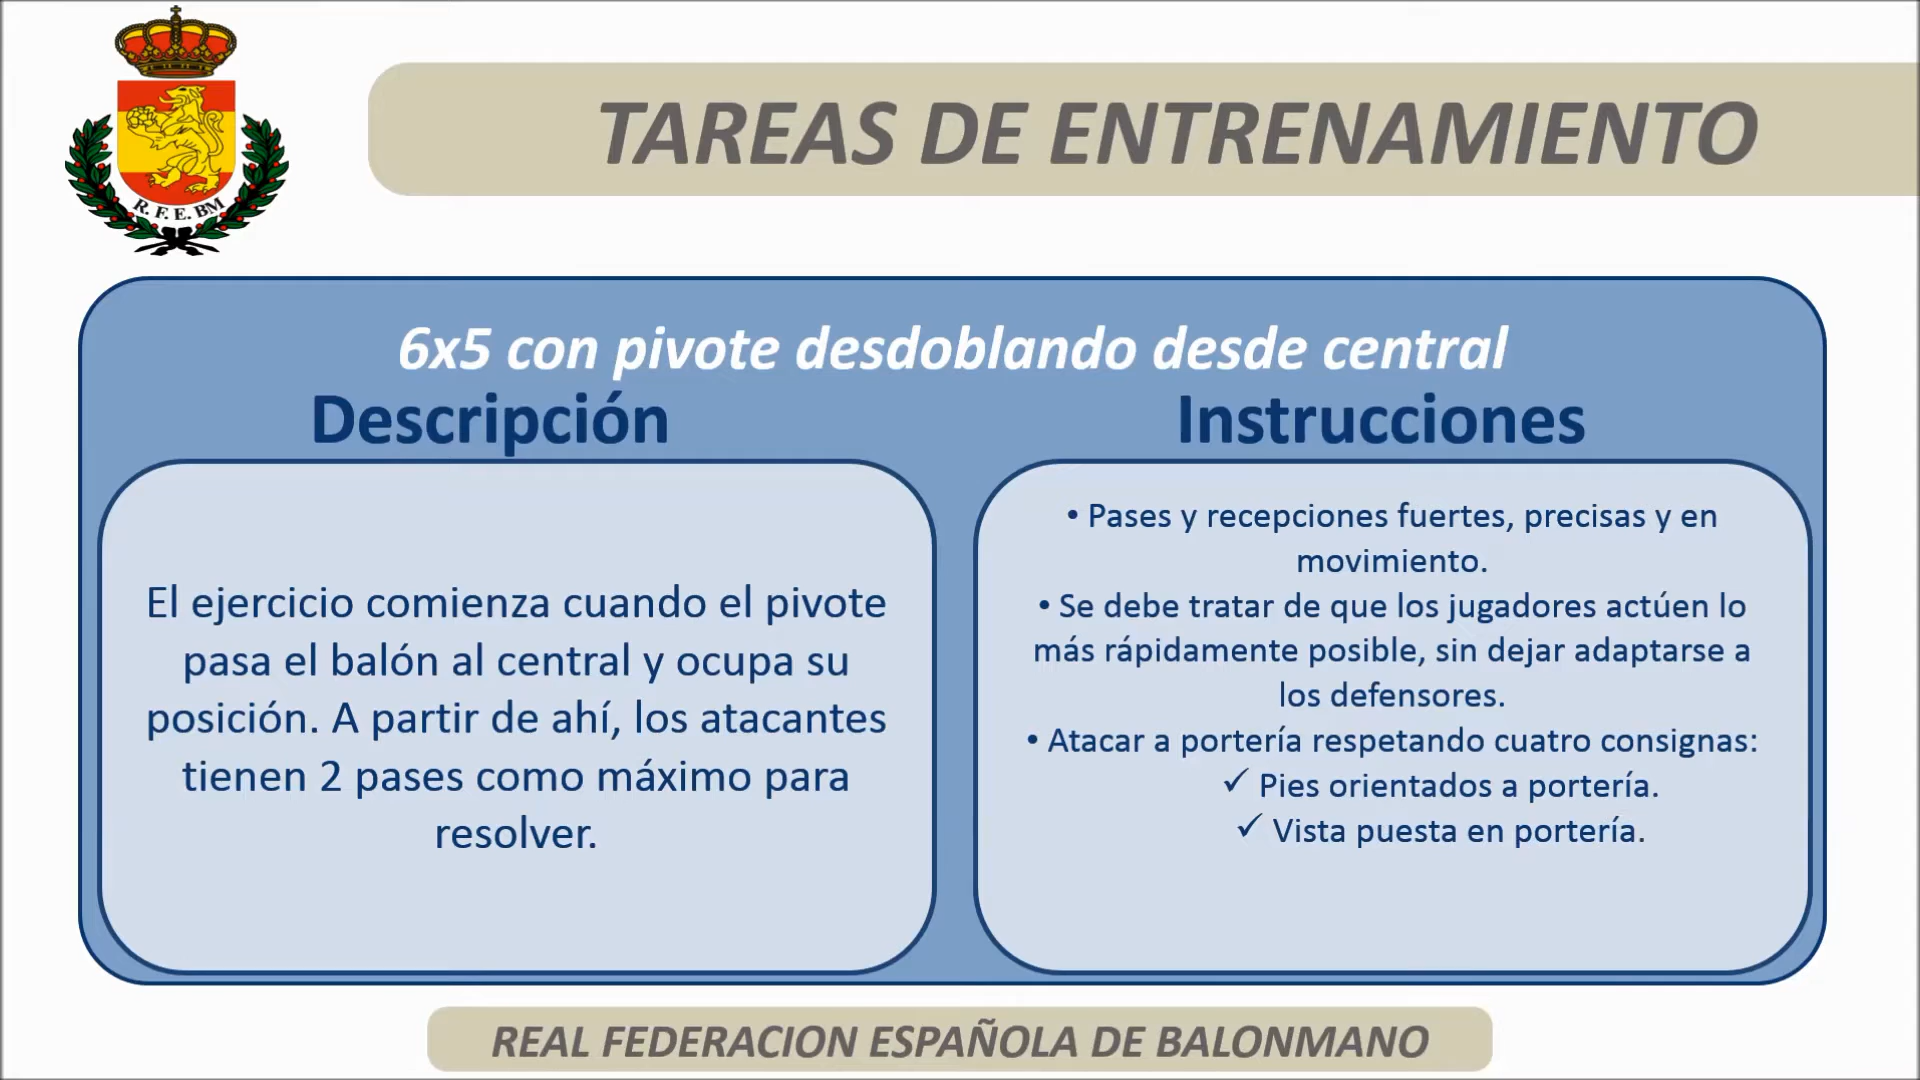 R. F. E. BM
TAREAS DE ENTRENAMIENTO
6x5 con pivote desdoblando desde central
Descripción
El ejercicio comienza cuando el pivote
pasa el balón al central y ocupa su
posición. A partir de ahí, los atacantes
tienen 2 pases como máximo para
resolver.
Instrucciones
• Pases y recepciones fuertes, precisas y en
movimiento.
• Se debe tratar de que los jugadores actúen lo
más rápidamente posible, sin dejar adaptarse a
los defensores.
• Atacar a portería respetando cuatro consignas:
✓ Pies orientados a portería.
✓ Vista puesta en portería.
REAL FEDERACION ESPAÑOLA DE BALONMANO